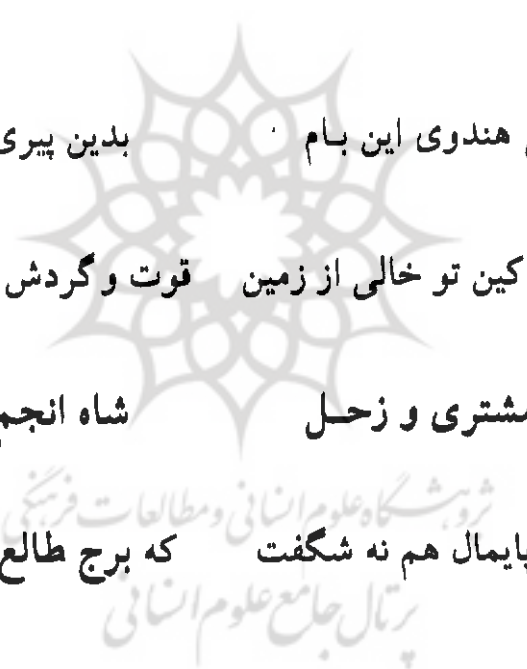 هندوی این بام بدین پیری
کین تو خالی از زمین قوت و گردش
مشتری و زحل شاه انجم
پایمال هم نه شگفت که برج طالع
پژوهشگاه علوم انسانی و مطالعات فرهنگی
پرتال جامع علوم انسانی